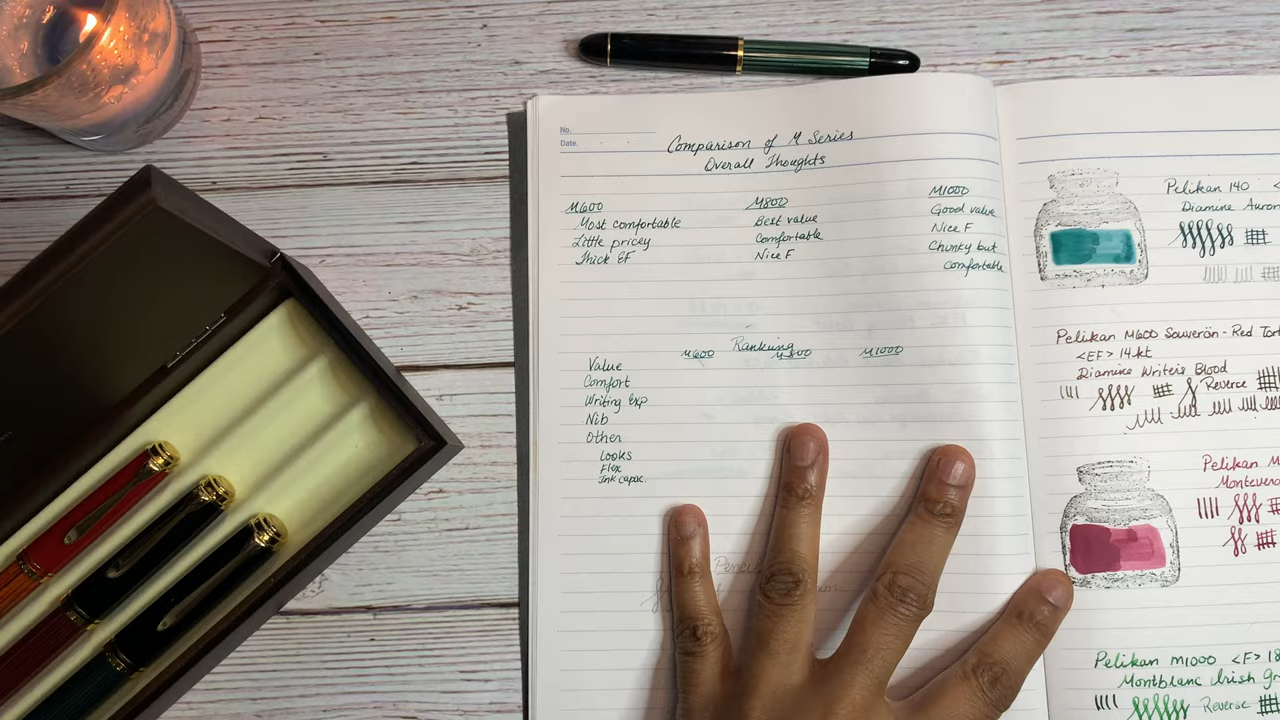 No.
Date.
Comparison of M Series
Overall Thoughts
M600
Most comfortable
Little pricey
Thick EF
M800
Best value
Comfortable
Nice F
M1000
Good value
Nice F
Chunky but
comfortable
Ranking
M600 M800 M1000
Value
Comfort
Writing Exp
Nib
Other
Looks
Flex
Ink capac.
Pelikan 140 <
Diamine Auror
Pelikan M600 Souverän - Red Tor
<EF> 14kt
Diamine Writer's Blood
Reverse
Pelikan M
Monteverd
Pelikan M1000 <F> 18
Montblanc Irish Gr
Reverse